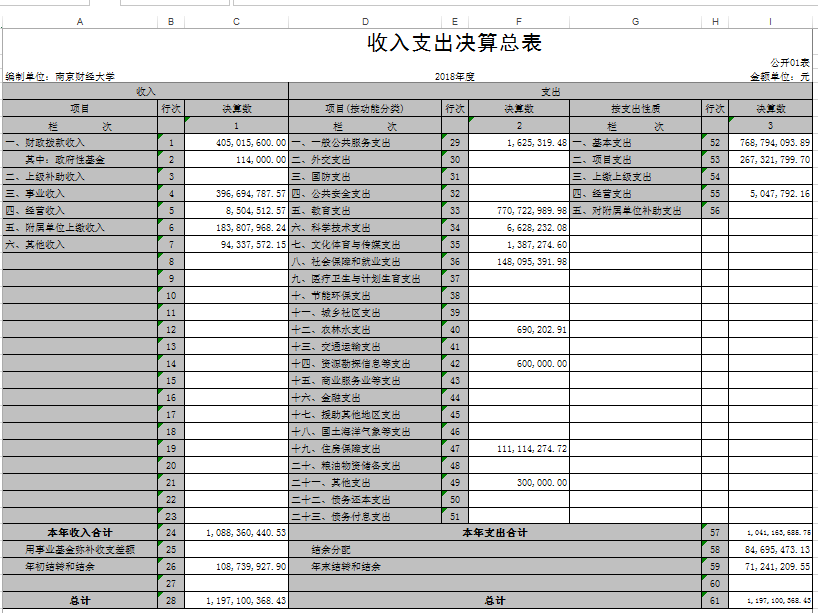 A B C D E F G H I
收入支出决算总表
公开01表
编制单位：南京财经大学 2018年度 金额单位：元
收入 支出
项目 行次 决算数 项目(按功能分类) 行次 决算数 按支出性质 行次 决算数
栏 次 1 栏 次 2 栏 次 3
一、财政拨款收入 1 405,015,600.00 一、一般公共服务支出 29 1,625,319.48 一、基本支出 52 768,794,093.89
其中：政府性基金 2 114,000.00 二、外交支出 30 二、项目支出 53 267,321,799.70
二、上级补助收入 3 三、国防支出 31 三、上缴上级支出 54
三、事业收入 4 396,694,787.57 四、公共安全支出 32 四、经营支出 55 5,047,792.16
四、经营收入 5 8,504,512.57 五、教育支出 33 770,722,989.98 五、对附属单位补助支出 56
五、附属单位上缴收入 6 183,807,968.24 六、科学技术支出 34 6,628,232.08
六、其他收入 7 94,337,572.15 七、文化体育与传媒支出 35 1,387,274.60
8 八、社会保障和就业支出 36 148,095,391.98
9 九、医疗卫生与计划生育支出 37
10 十、节能环保支出 38
11 十一、城乡社区支出 39
12 十二、农林水支出 40 690,202.91
13 十三、交通运输支出 41
14 十四、资源勘探信息等支出 42 600,000.00
15 十五、商业服务业等支出 43
16 十六、金融支出 44
17 十七、援助其他地区支出 45
18 十八、国土海洋气象等支出 46
19 十九、住房保障支出 47 111,114,274.72
20 二十、粮油物资储备支出 48
21 二十一、其他支出 49 300,000.00
22 二十二、债务还本支出 50
23 二十三、债务付息支出 51
本年收入合计 24 1,088,360,440.53 本年支出合计 57 1,041,163,685.75
用事业基金弥补收支差额 25 结余分配 58 84,695,473.13
年初结转和结余 26 108,739,927.90 年末结转和结余 59 71,241,209.55
27 60
总计 28 1,197,100,368.43 总计 61 1,197,100,368.43